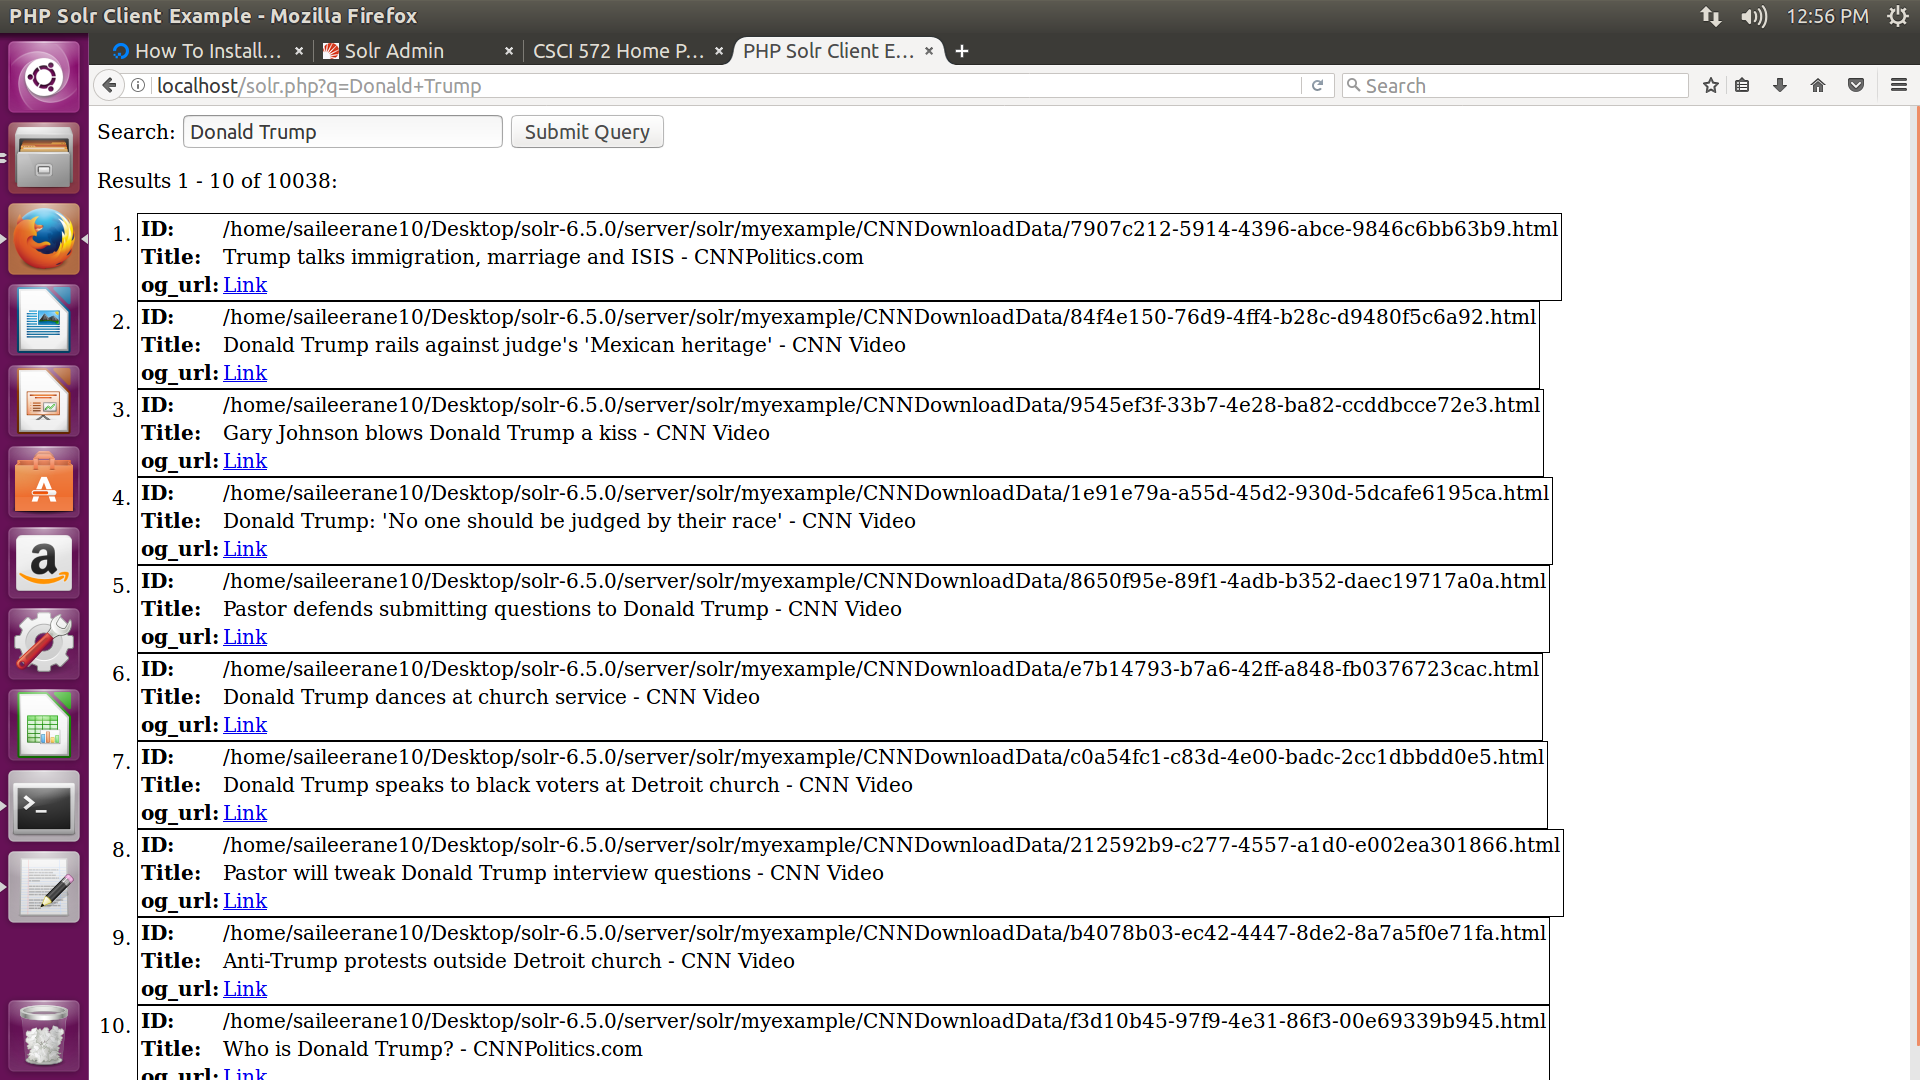 PHP Solr Client Example - Mozilla Firefox
12:56 PM
How To Install...
Solr Admin
CSCI 572 Home P...
PHP Solr Client E...
localhost/solr.php?q=Donald+Trump
Search
Search: Donald Trump Submit Query
Results 1 - 10 of 10038:
1. ID: /home/saileerane10/Desktop/solr-6.5.0/server/solr/myexample/CNNDownloadData/7907c212-5914-4396-abce-9846c6bb63b9.html
Title: Trump talks immigration, marriage and ISIS - CNNPolitics.com
og_url: Link
2. ID: /home/saileerane10/Desktop/solr-6.5.0/server/solr/myexample/CNNDownloadData/84f4e150-76d9-4ff4-b28c-d9480f5c6a92.html
Title: Donald Trump rails against judge's 'Mexican heritage' - CNN Video
og_url: Link
3. ID: /home/saileerane10/Desktop/solr-6.5.0/server/solr/myexample/CNNDownloadData/9545ef3f-33b7-4e28-ba82-ccddbcce72e3.html
Title: Gary Johnson blows Donald Trump a kiss - CNN Video
og_url: Link
4. ID: /home/saileerane10/Desktop/solr-6.5.0/server/solr/myexample/CNNDownloadData/1e91e79a-a55d-45d2-930d-5dcafe6195ca.html
Title: Donald Trump: 'No one should be judged by their race' - CNN Video
og_url: Link
5. ID: /home/saileerane10/Desktop/solr-6.5.0/server/solr/myexample/CNNDownloadData/8650f95e-89f1-4adb-b352-daec19717a0a.html
Title: Pastor defends submitting questions to Donald Trump - CNN Video
og_url: Link
6. ID: /home/saileerane10/Desktop/solr-6.5.0/server/solr/myexample/CNNDownloadData/e7b14793-b7a6-42ff-a848-fb0376723cac.html
Title: Donald Trump dances at church service - CNN Video
og_url: Link
7. ID: /home/saileerane10/Desktop/solr-6.5.0/server/solr/myexample/CNNDownloadData/c0a54fc1-c83d-4e00-badc-2cc1dbbdd0e5.html
Title: Donald Trump speaks to black voters at Detroit church - CNN Video
og_url: Link
8. ID: /home/saileerane10/Desktop/solr-6.5.0/server/solr/myexample/CNNDownloadData/212592b9-c277-4557-a1d0-e002ea301866.html
Title: Pastor will tweak Donald Trump interview questions - CNN Video
og_url: Link
9. ID: /home/saileerane10/Desktop/solr-6.5.0/server/solr/myexample/CNNDownloadData/b4078b03-ec42-4447-8de2-8a7a5f0e71fa.html
Title: Anti-Trump protests outside Detroit church - CNN Video
og_url: Link
10. ID: /home/saileerane10/Desktop/solr-6.5.0/server/solr/myexample/CNNDownloadData/f3d10b45-97f9-4e31-86f3-00e69339b945.html
Title: Who is Donald Trump? - CNNPolitics.com
og_url: Link